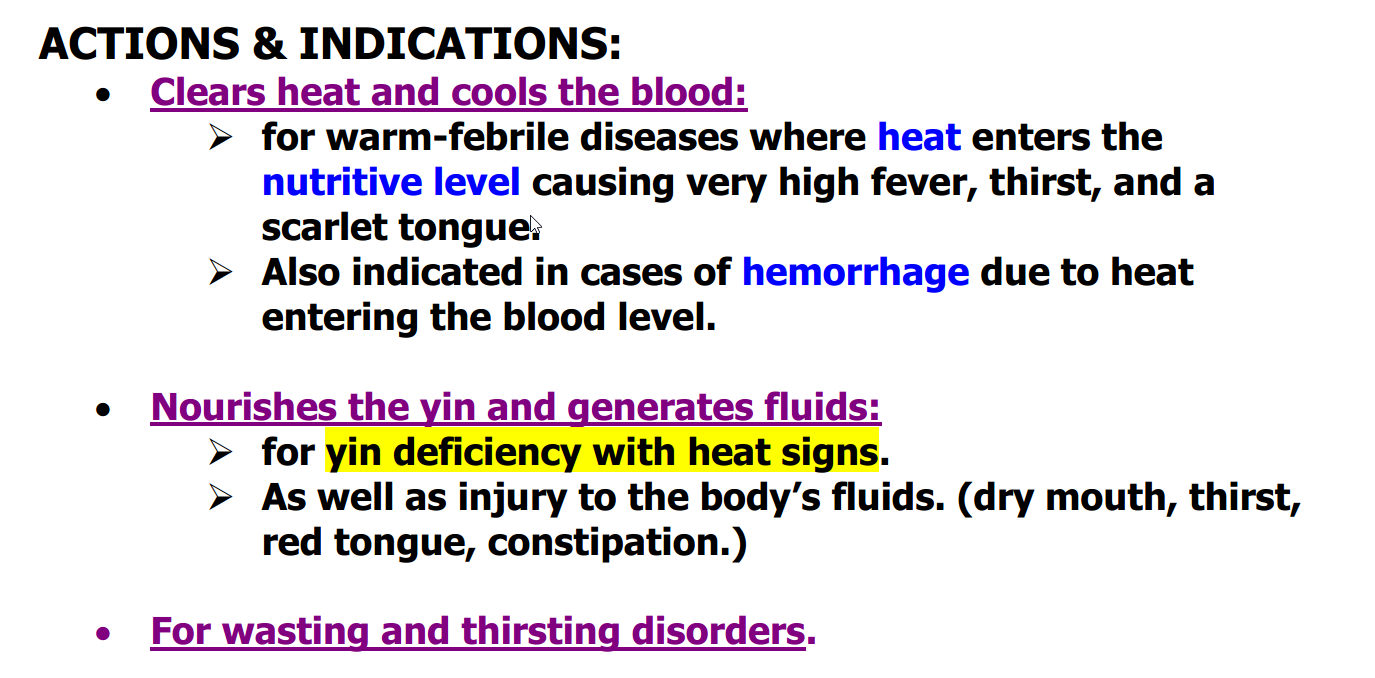 ACTIONS & INDICATIONS:
• Clears heat and cools the blood:
➢ for warm-febrile diseases where heat enters the
nutritive level causing very high fever, thirst, and a
scarlet tongue.
➢ Also indicated in cases of hemorrhage due to heat
entering the blood level.
• Nourishes the yin and generates fluids:
➢ for yin deficiency with heat signs.
➢ As well as injury to the body’s fluids. (dry mouth, thirst,
red tongue, constipation.)
• For wasting and thirsting disorders.